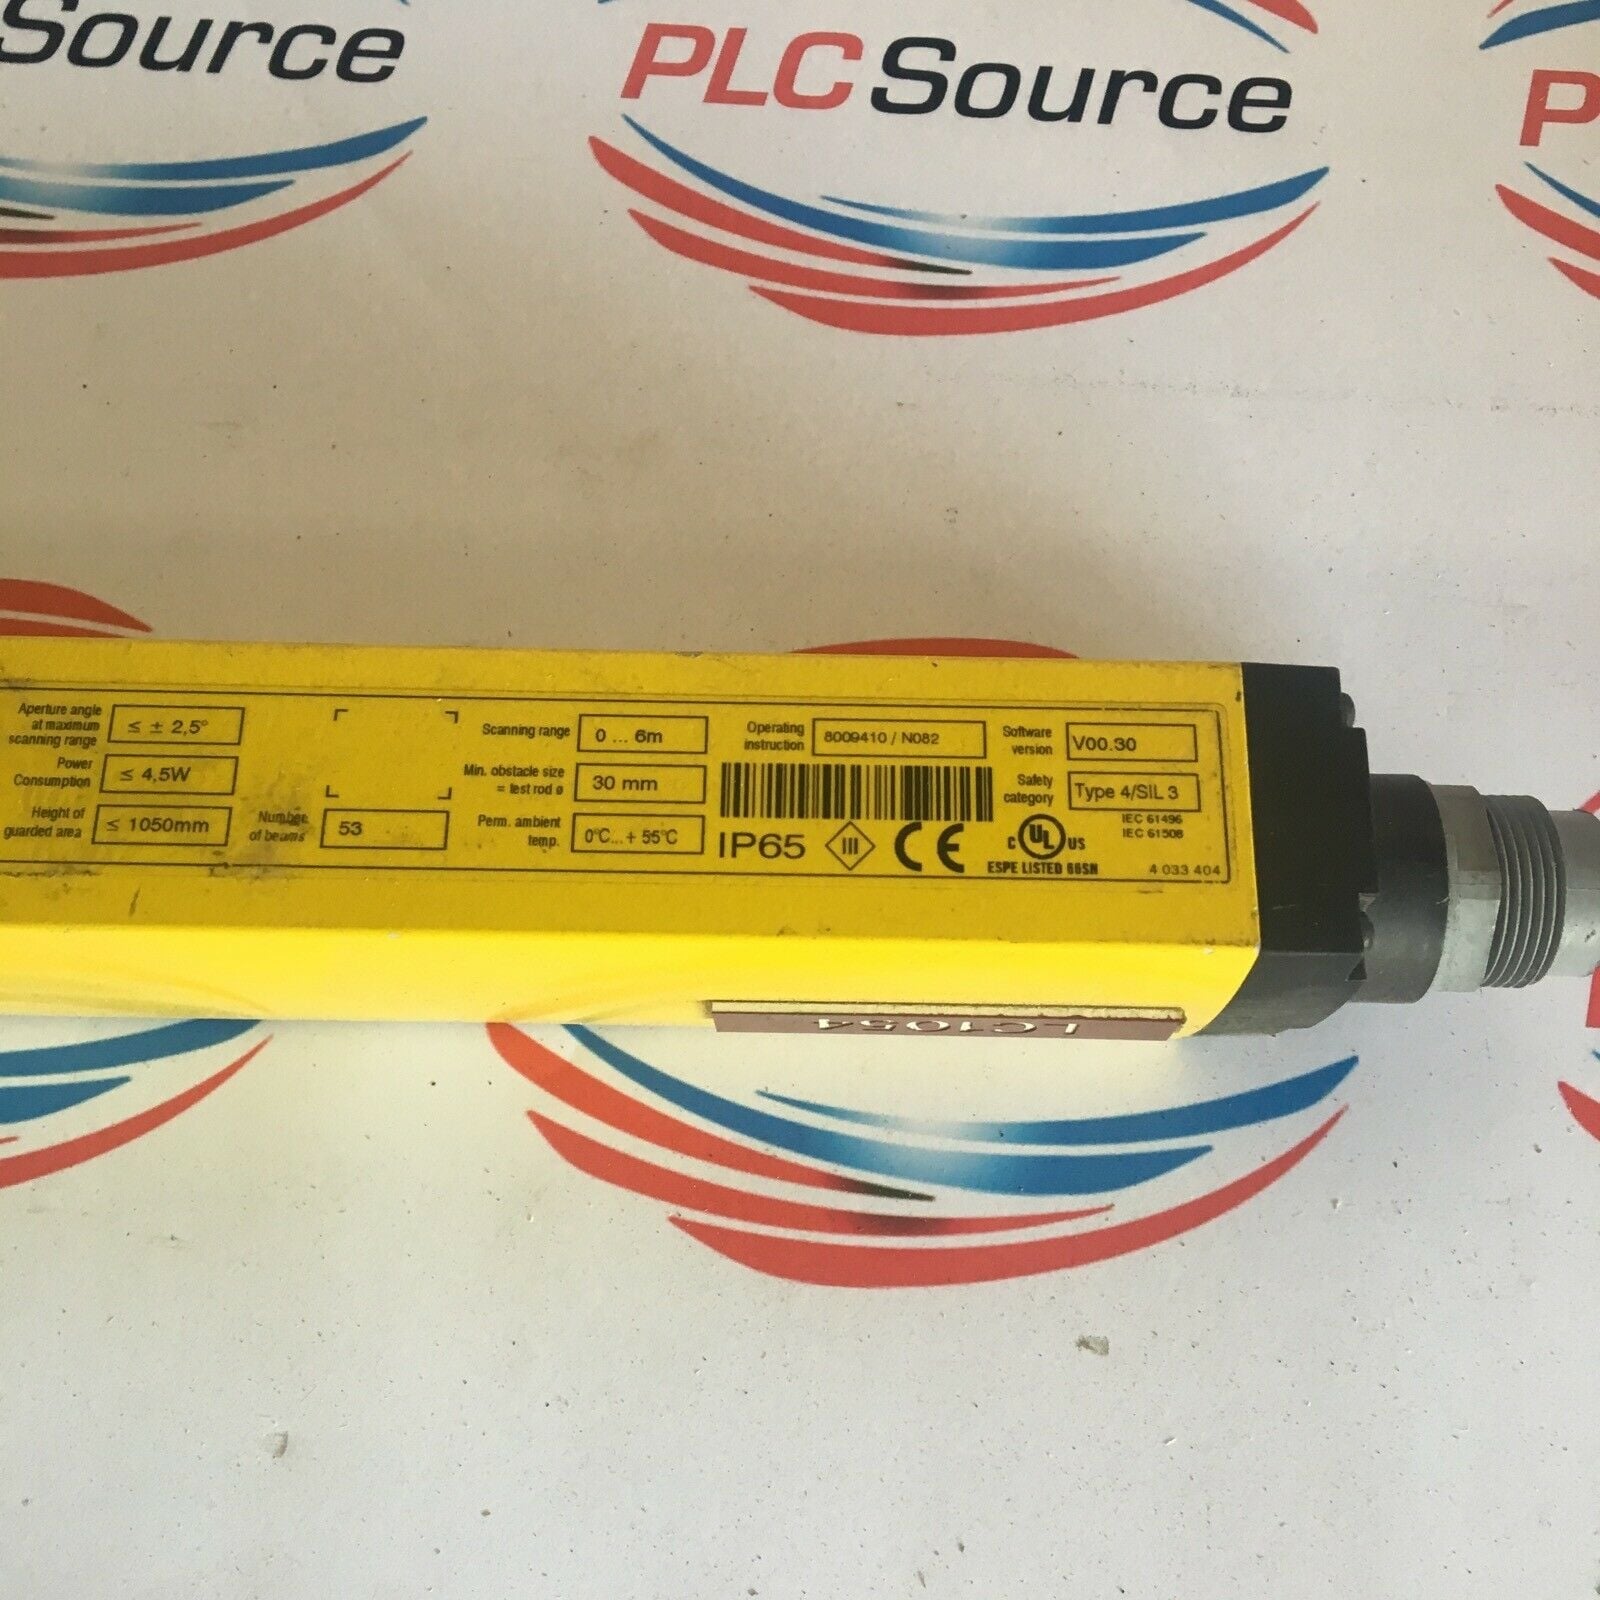 Source
PLC Source
P
Aperture angle
at maximum
scanning range
≤ ± 2,5°
Power
Consumption
≤ 4,5W
Height of
guarded area
≤ 1050mm
Number
of beams
53
Scanning range
0 ... 6m
Min. obstacle size
= test rod ø
30 mm
Perm. ambient
temp.
0°C...+ 55°C
Operating
instruction
8009410 / N082
IP65
III
CE
Software
version
V00.30
Safety
category
Type 4/SIL 3
IEC 61496
IEC 61508
C UL US
ESPE LISTED 66SN
4 033 404
LC1054